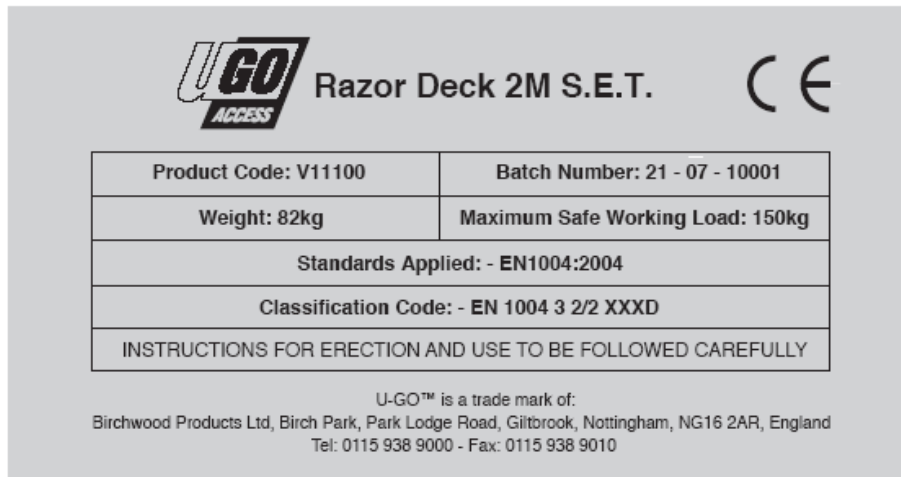 UGO
ACCESS
Razor Deck 2M S.E.T.
CE
Product Code: V11100
Batch Number: 21 - 07 - 10001
Weight: 82kg
Maximum Safe Working Load: 150kg
Standards Applied: - EN1004:2004
Classification Code: - EN 1004 3 2/2 XXXD
INSTRUCTIONS FOR ERECTION AND USE TO BE FOLLOWED CAREFULLY
U-GO™ is a trade mark of:
Birchwood Products Ltd, Birch Park, Park Lodge Road, Giltbrook, Nottingham, NG16 2AR, England
Tel: 0115 938 9000 - Fax: 0115 938 9010